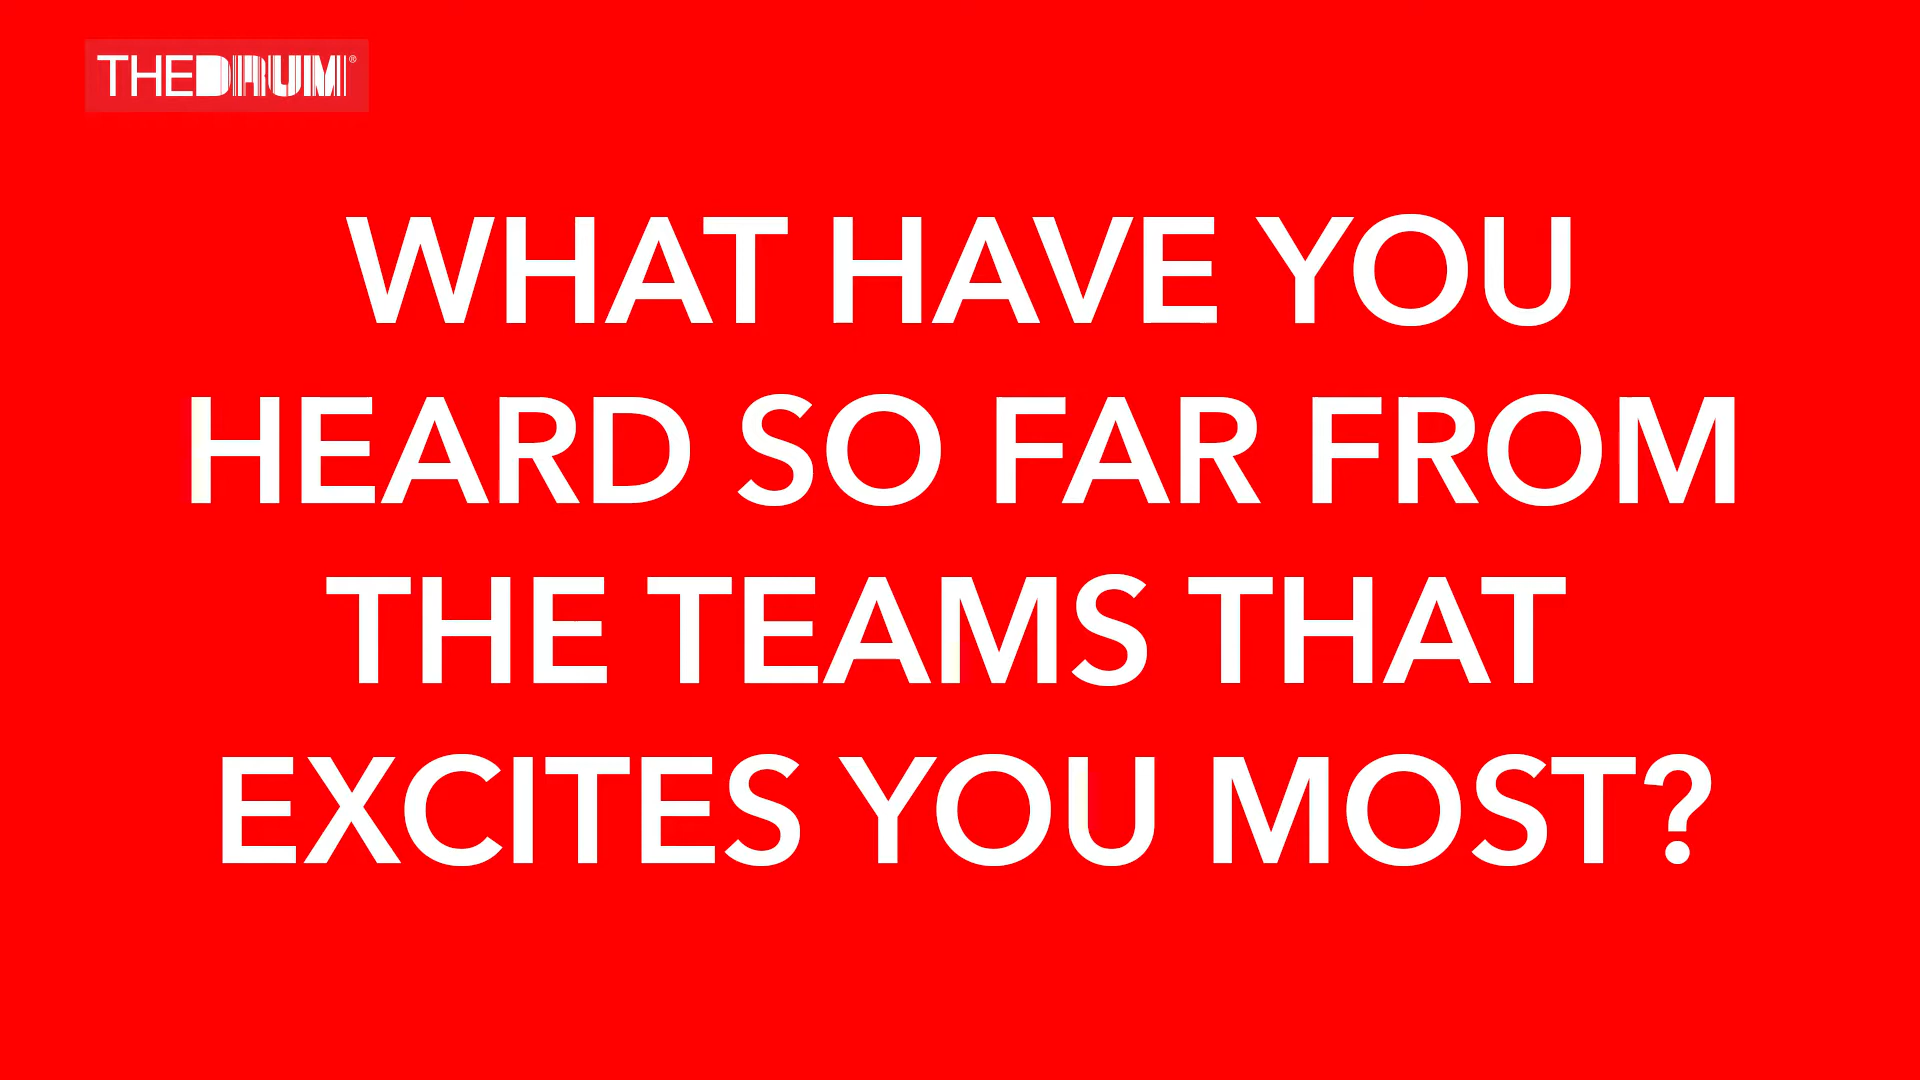 THEDRUM®
WHAT HAVE YOU
HEARD SO FAR FROM
THE TEAMS THAT
EXCITES YOU MOST?